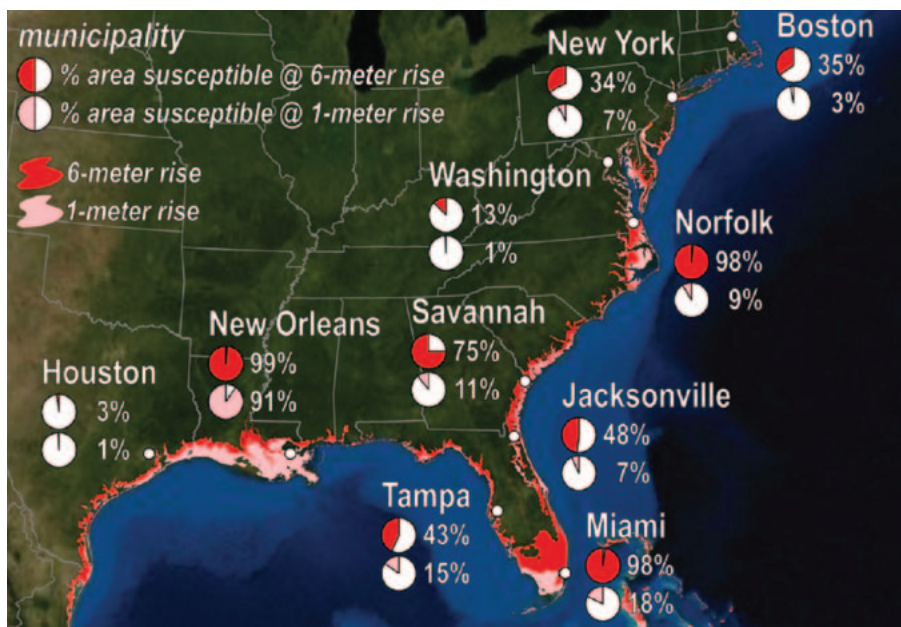 municipality
% area susceptible @ 6-meter rise
% area susceptible @ 1-meter rise
6-meter rise
1-meter rise
Boston
35%
3%
New York
34%
7%
Washington
13%
1%
Norfolk
98%
9%
Savannah
75%
11%
New Orleans
99%
91%
Houston
3%
1%
Jacksonville
48%
7%
Tampa
43%
15%
Miami
98%
18%